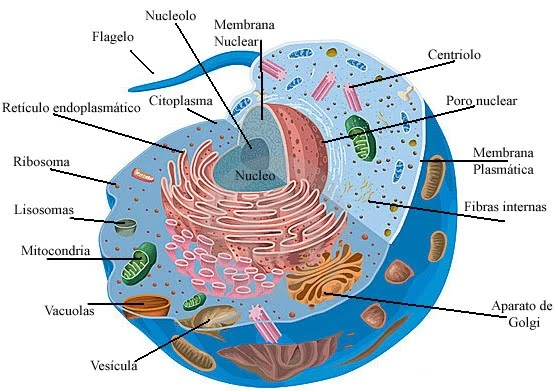 Nucleolo
Membrana
Nuclear
Flagelo
Centriolo
Citoplasma
Retículo endoplasmático
Poro nuclear
Ribosoma
Membrana
Plasmática
Nucleo
Lisosomas
Fibras internas
Mitocondria
Vacuolas
Aparato de
Golgi
Vesícula